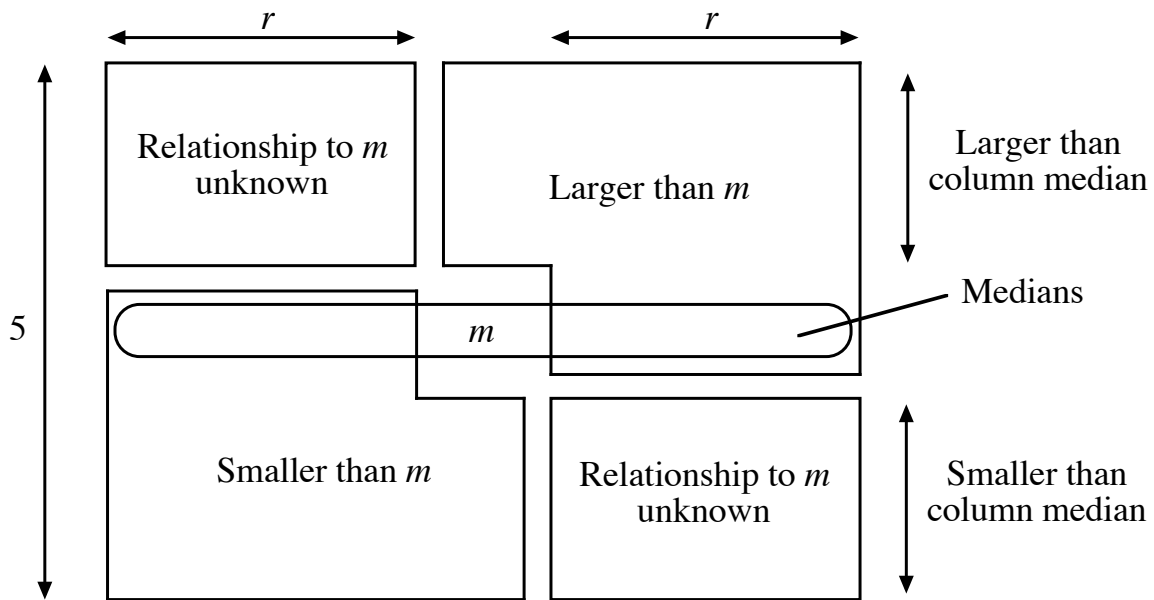 r
r
Relationship to m
unknown
Larger than m
Larger than
column median
Medians
5
m
Smaller than m
Relationship to m
unknown
Smaller than
column median